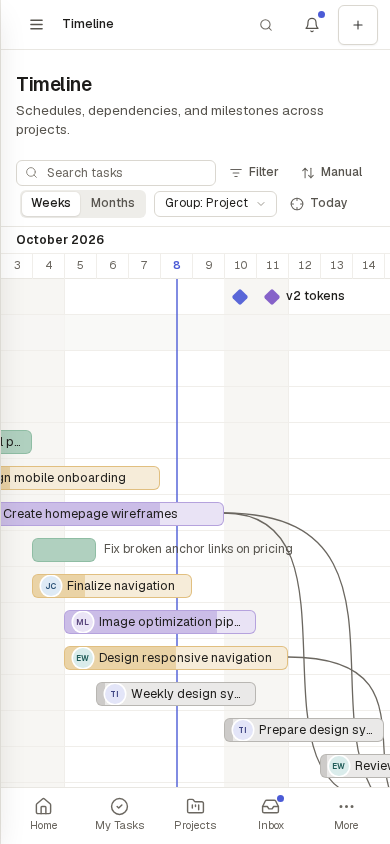 Timeline
Timeline
Schedules, dependencies, and milestones across
projects.
Search tasks
Filter
Manual
Weeks
Months
Group: Project
Today
October 2026
3 4 5 6 7 8 9 10 11 12 13 14
v2 tokens
l p…
gn mobile onboarding
Create homepage wireframes
Fix broken anchor links on pricing
JC Finalize navigation
ML Image optimization pip…
EW Design responsive navigation
TI Weekly design sy…
TI Prepare design sy…
EW Review
Home
My Tasks
Projects
Inbox
More